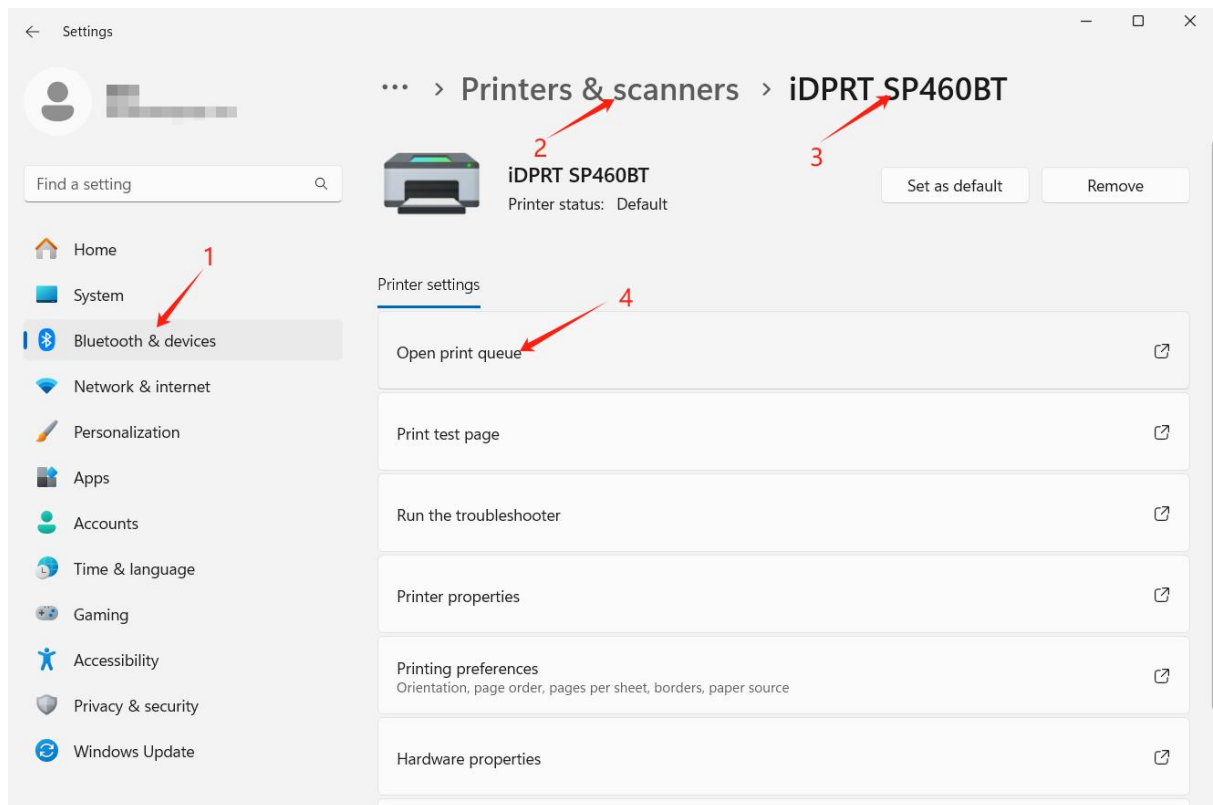 Settings
··· > Printers & scanners > iDPRT SP460BT
2
3
iDPRT SP460BT
Printer status: Default
Set as default
Remove
Find a setting
Home
1
System
Bluetooth & devices
Network & internet
Personalization
Apps
Accounts
Time & language
Gaming
Accessibility
Privacy & security
Windows Update
Printer settings
4
Open print queue
Print test page
Run the troubleshooter
Printer properties
Printing preferences
Orientation, page order, pages per sheet, borders, paper source
Hardware properties